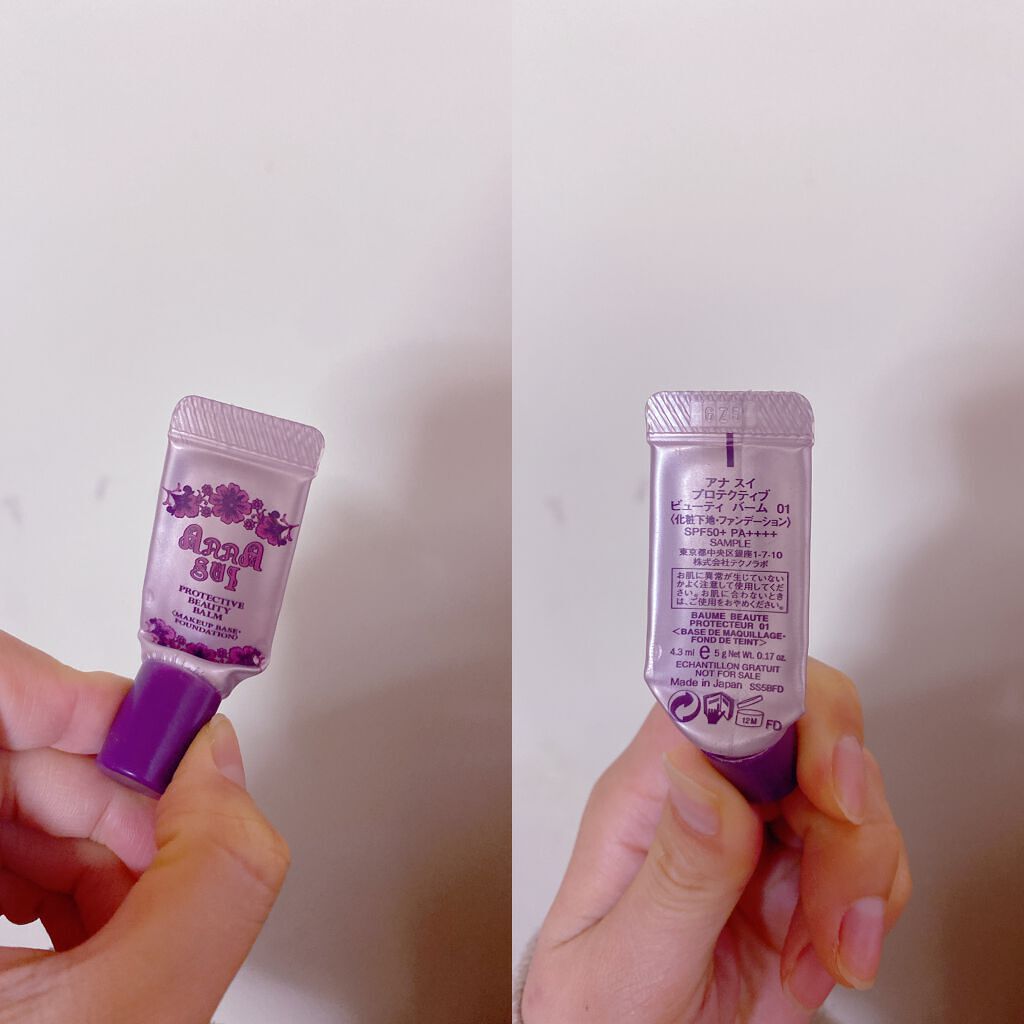 ANNA
SUI
PROTECTIVE
BEAUTY
BALM
〈MAKEUP BASE・
FOUNDATION〉
アナ スイ
プロテクティブ
ビューティ バーム 01
〈化粧下地・ファンデーション〉
SPF50+ PA++++
SAMPLE
東京都中央区銀座1-7-10
株式会社テクノラボ
お肌に異常が生じていない
かよく注意して使用してくだ
さい。お肌に合わないとき
は、ご使用をおやめください。
BAUME BEAUTE
PROTECTEUR 01
<BASE DE MAQUILLAGE・
FOND DE TEINT>
4.3 ml e 5 g Net Wt. 0.17 oz.
ECHANTILLON GRATUIT
NOT FOR SALE
Made in Japan SS5BFD
12M FD